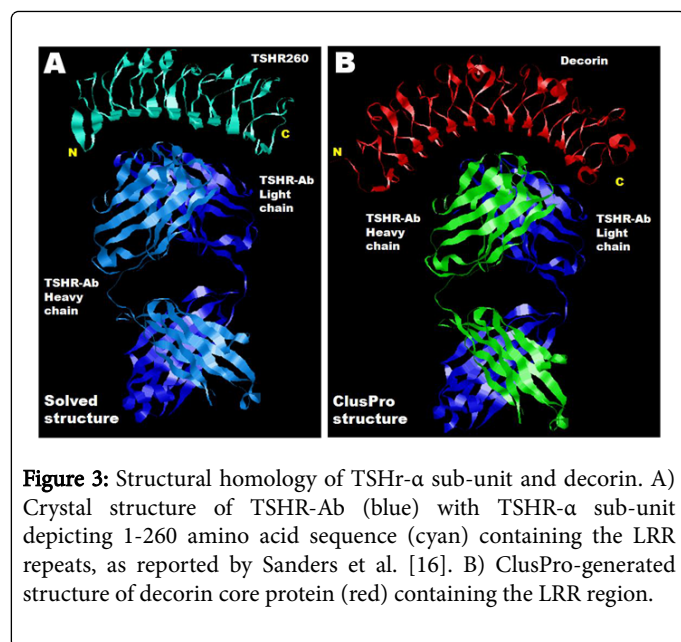 A
TSHR260
N
C
TSHR-Ab
Light
chain
TSHR-Ab
Heavy
chain
Solved
structure
B
Decorin
N
C
TSHR-Ab
Heavy
chain
TSHR-Ab
Light
chain
ClusPro
structure
Figure 3: Structural homology of TSHr-α sub-unit and decorin. A)
Crystal structure of TSHR-Ab (blue) with TSHR-α sub-unit
depicting 1-260 amino acid sequence (cyan) containing the LRR
repeats, as reported by Sanders et al. [16]. B) ClusPro-generated
structure of decorin core protein (red) containing the LRR region.